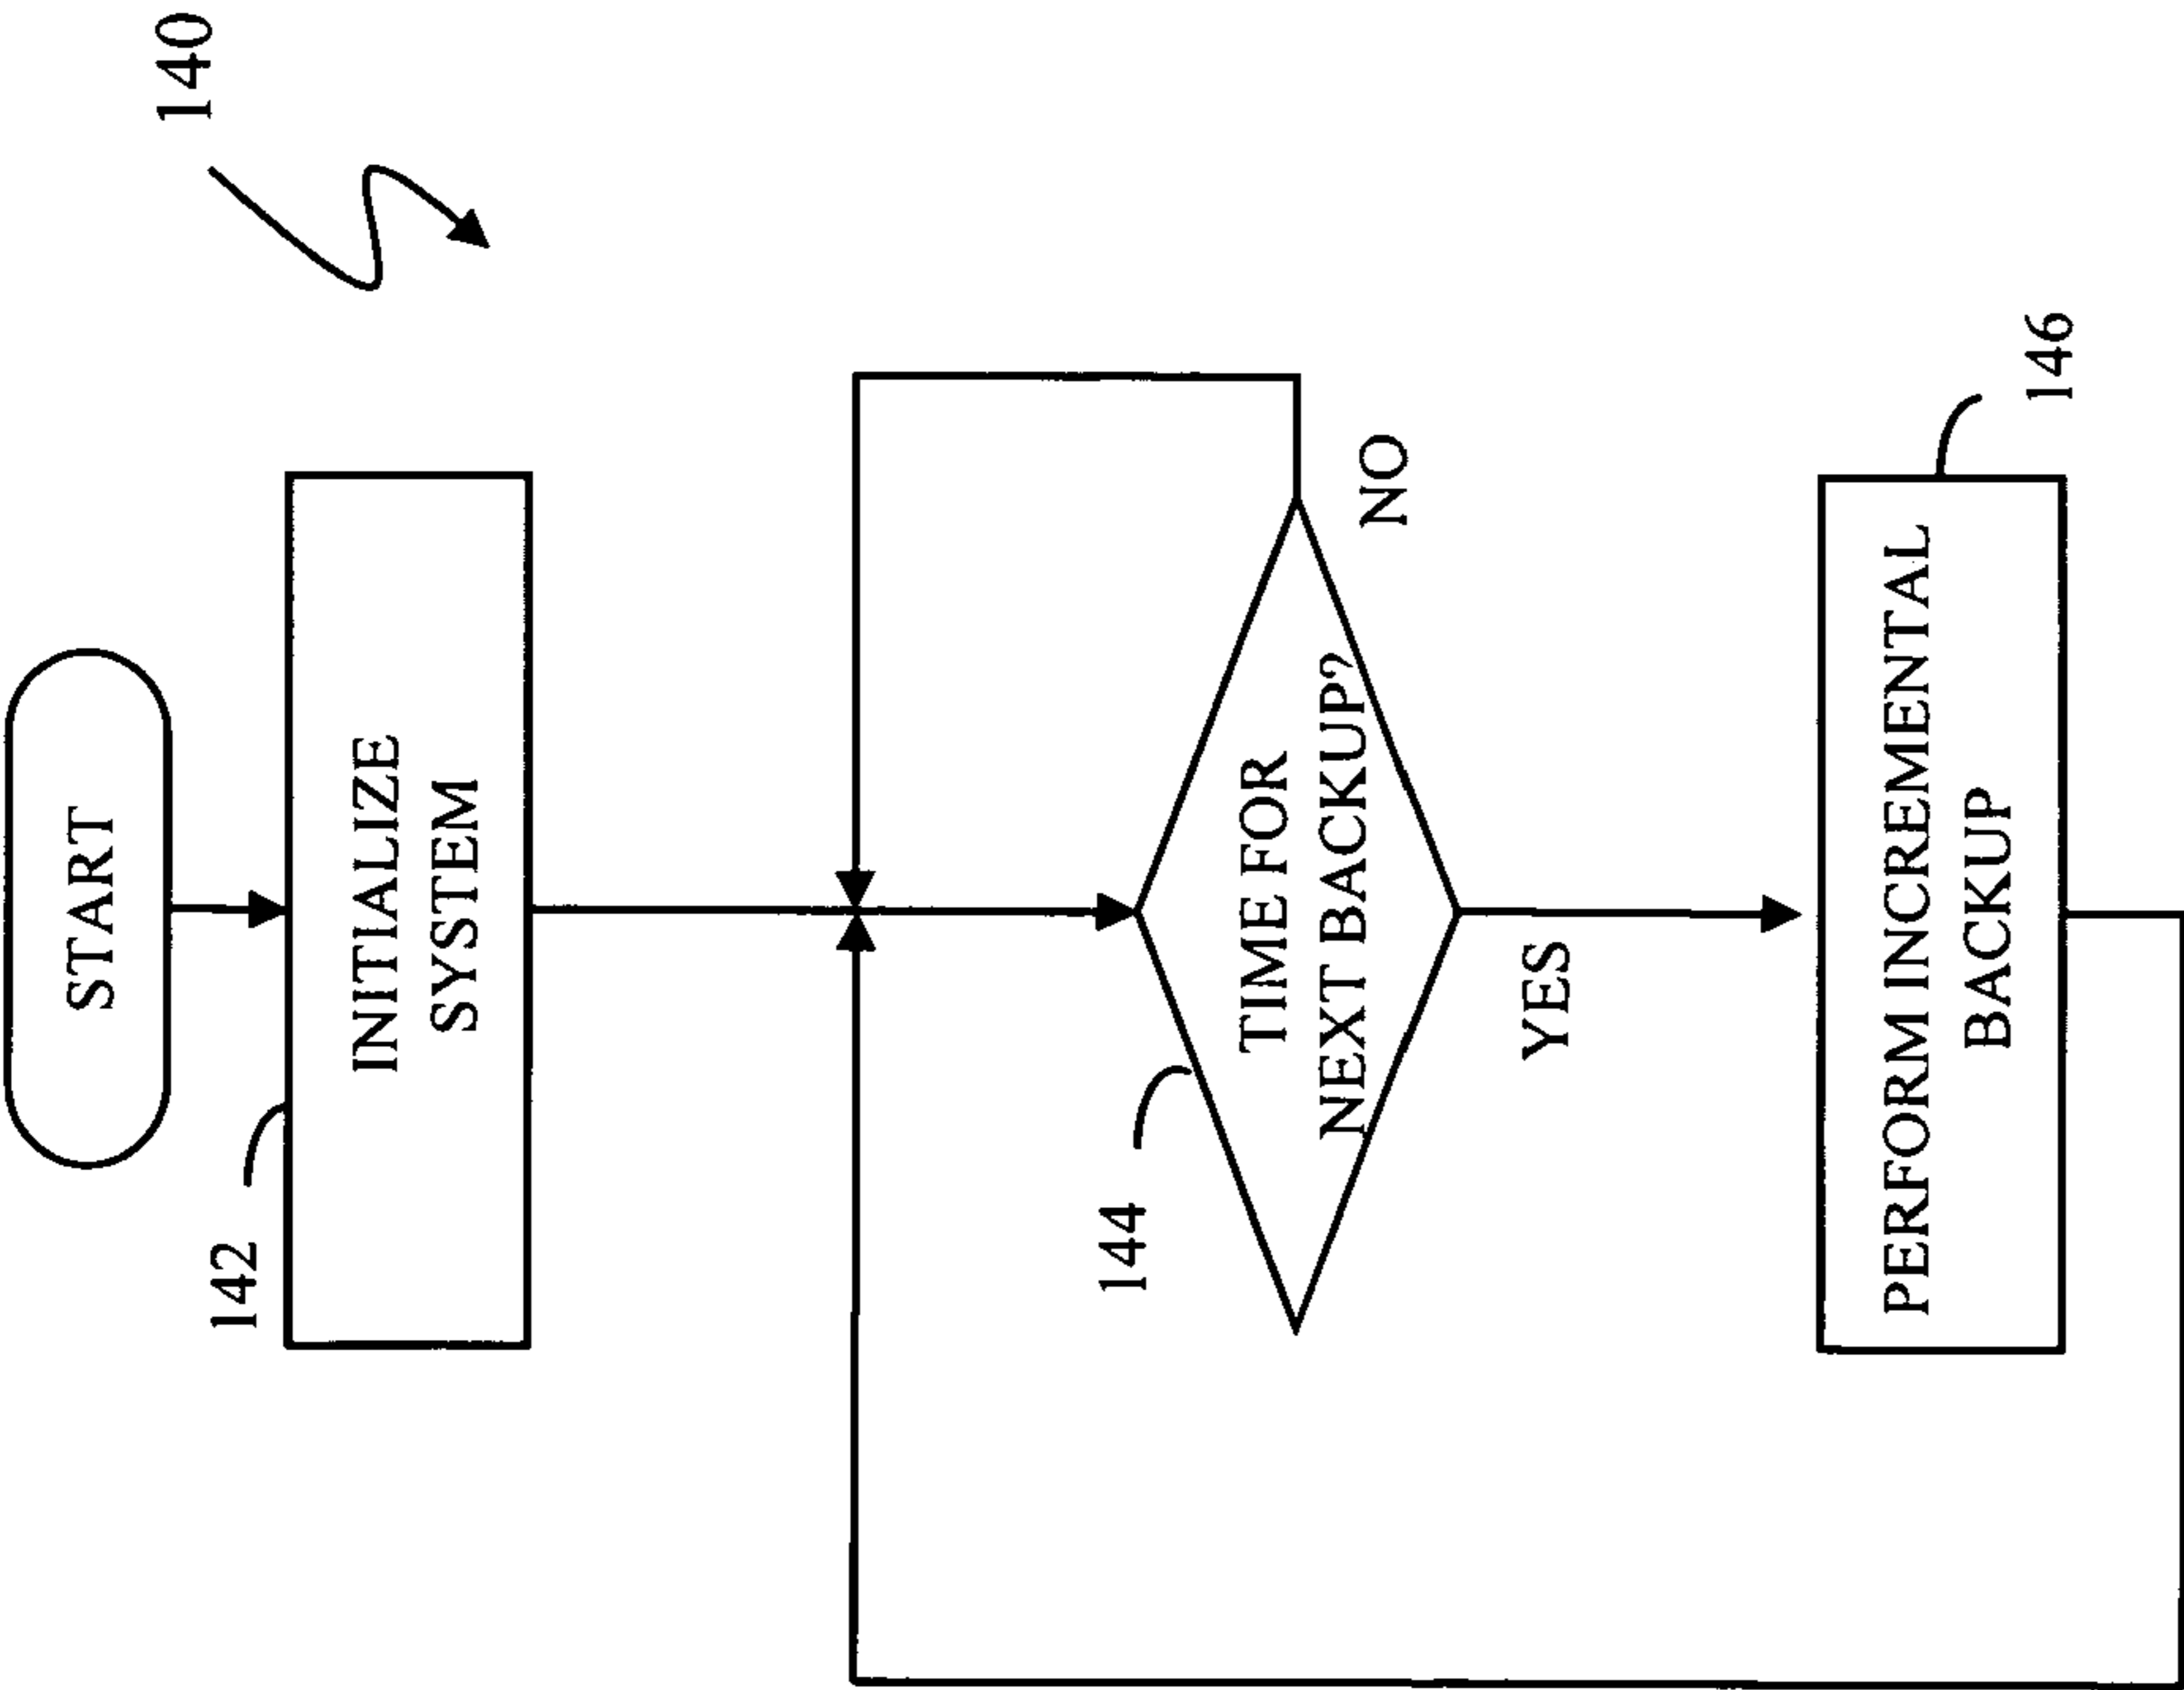 140
START
142
INITIALIZE
SYSTEM
144
TIME FOR
NEXT BACKUP?
NO
YES
146
PERFORM INCREMENTAL
BACKUP